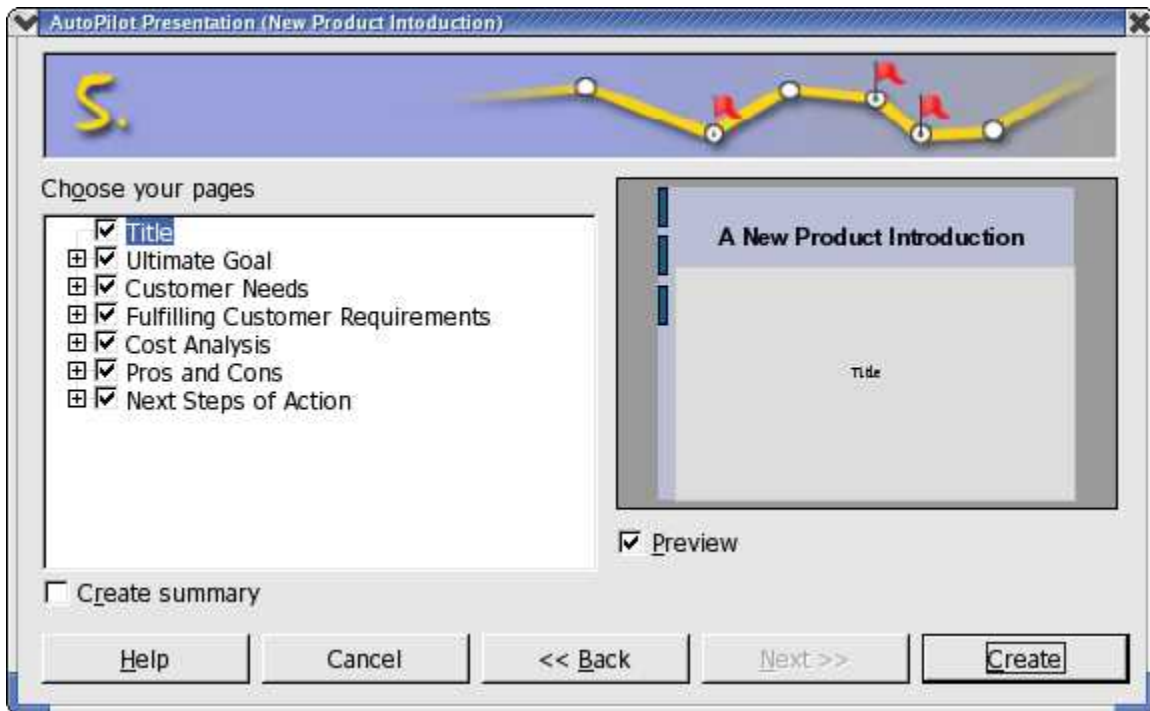 AutoPilot Presentation (New Product Intoduction)
S.
Choose your pages
Title
Ultimate Goal
Customer Needs
Fulfilling Customer Requirements
Cost Analysis
Pros and Cons
Next Steps of Action
A New Product Introduction
Title
Preview
Create summary
Help
Cancel
<< Back
Next >>
Create